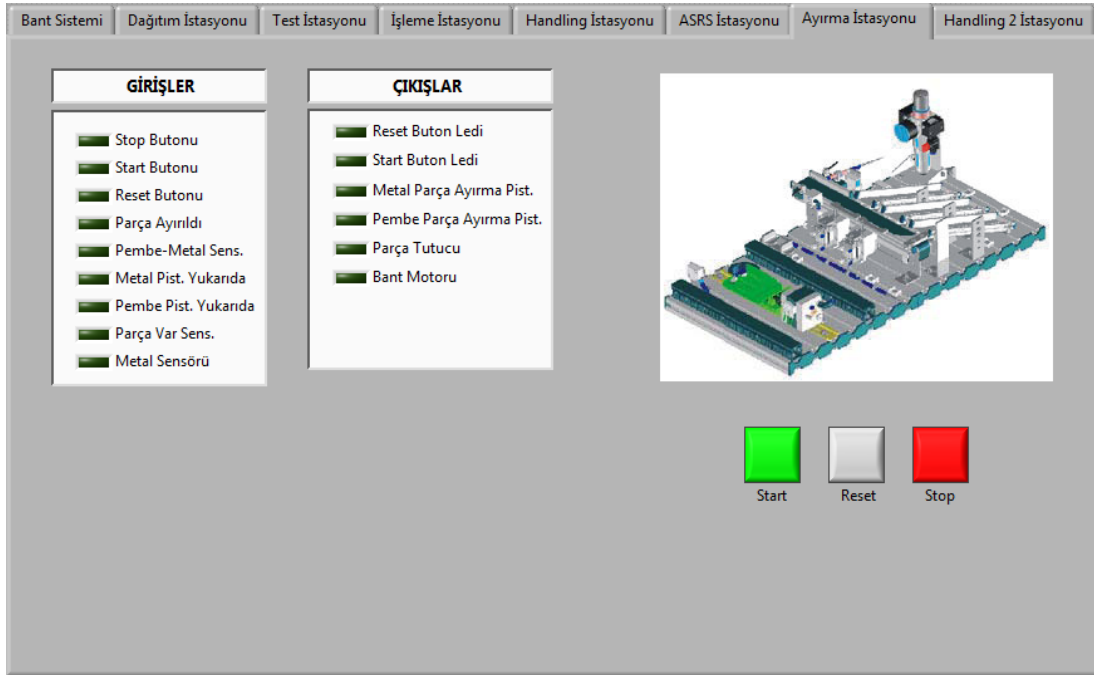 Bant Sistemi
Dağıtım İstasyonu
Test İstasyonu
İşleme İstasyonu
Handling İstasyonu
ASRS İstasyonu
Ayırma İstasyonu
Handling 2 İstasyonu
GİRİŞLER
Stop Butonu
Start Butonu
Reset Butonu
Parça Ayırıldı
Pembe-Metal Sens.
Metal Pist. Yukarıda
Pembe Pist. Yukarıda
Parça Var Sens.
Metal Sensörü
ÇIKIŞLAR
Reset Buton Ledi
Start Buton Ledi
Metal Parça Ayırma Pist.
Pembe Parça Ayırma Pist.
Parça Tutucu
Bant Motoru
Start
Reset
Stop